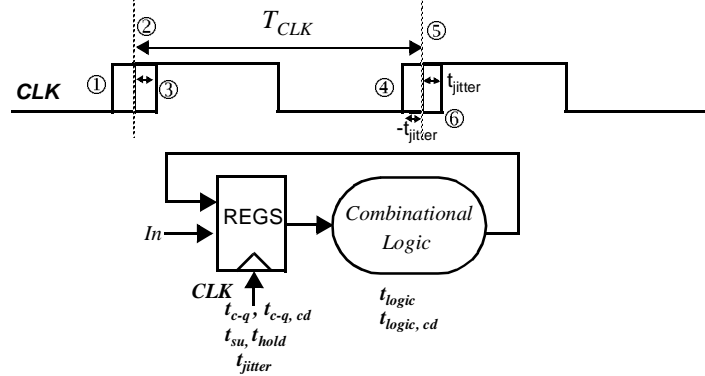 ② T_CLK ⑤
CLK ① ③ ④ t_jitter
-t_jitter ⑥
REGS
In
Combinational
Logic
CLK
t_c-q , t_c-q, cd
t_su, t_hold
t_jitter
t_logic
t_logic, cd